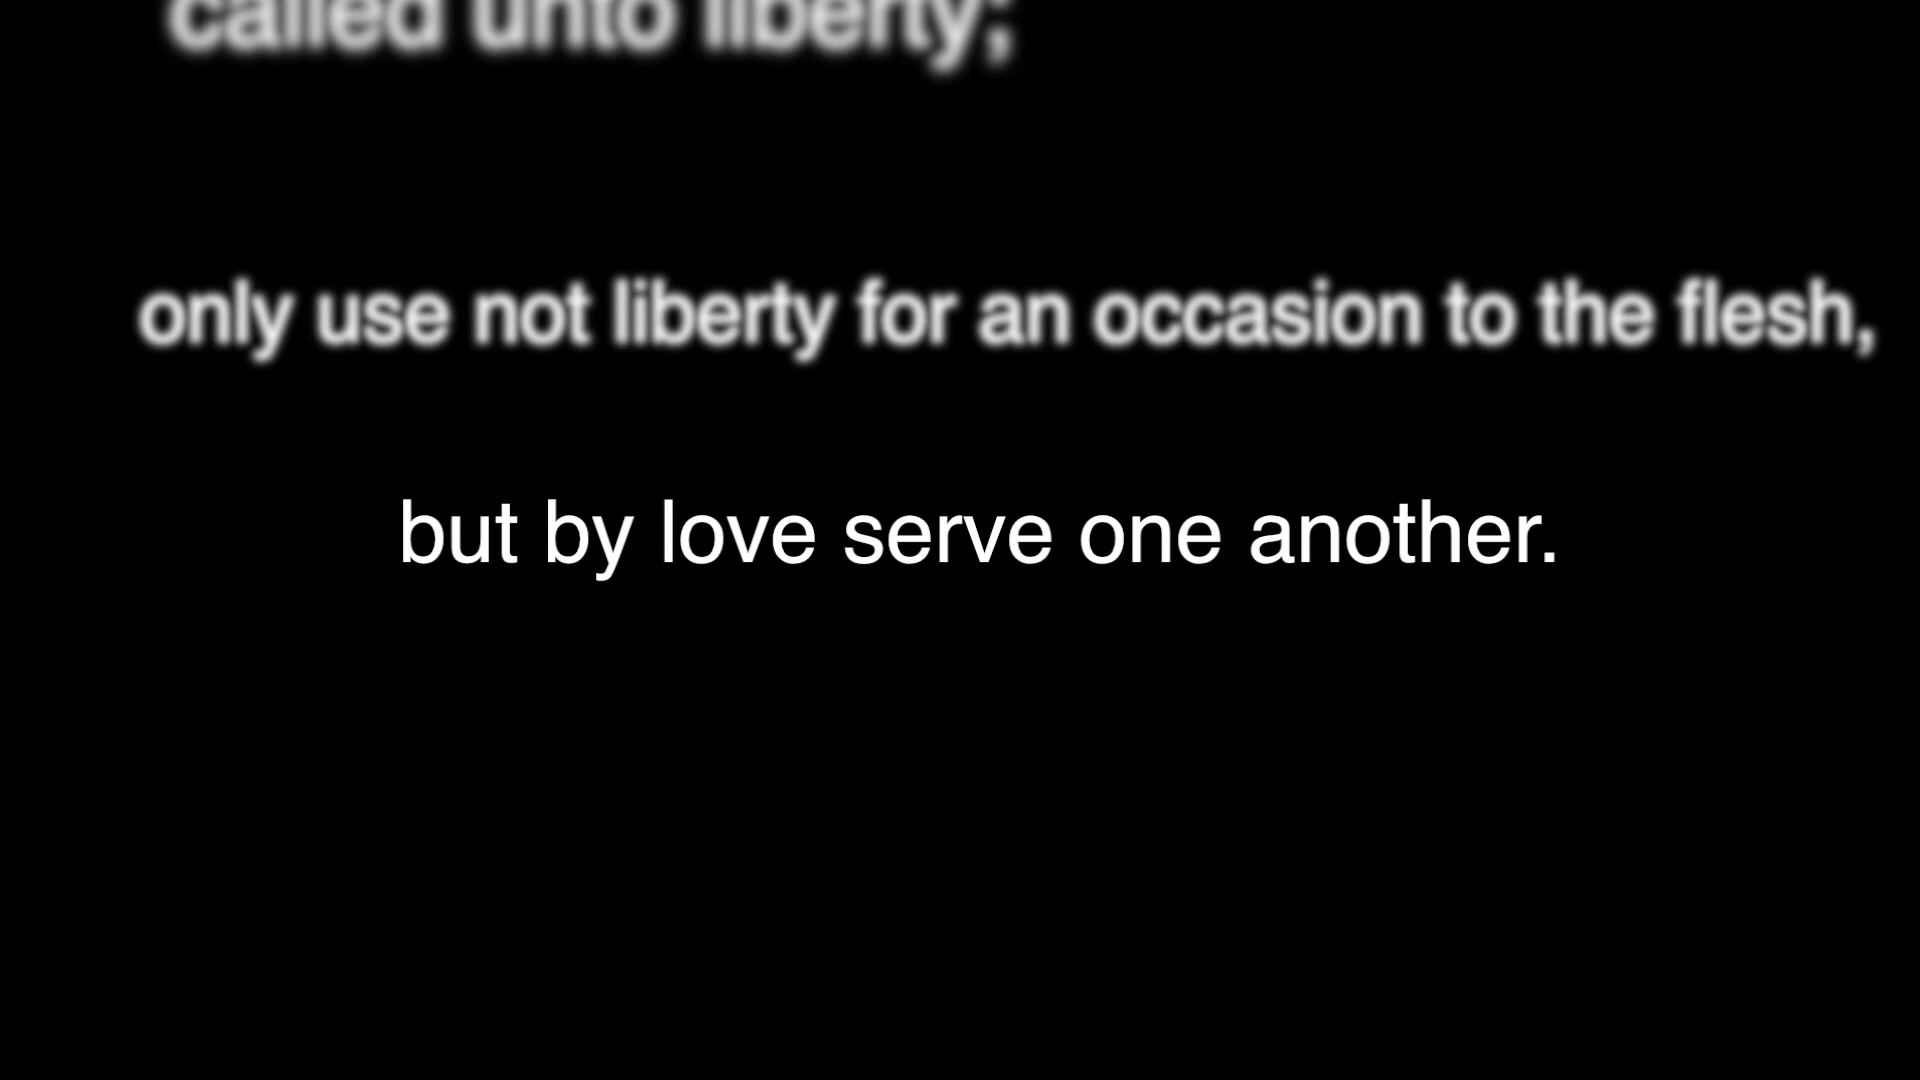 called unto liberty;
only use not liberty for an occasion to the flesh,
but by love serve one another.